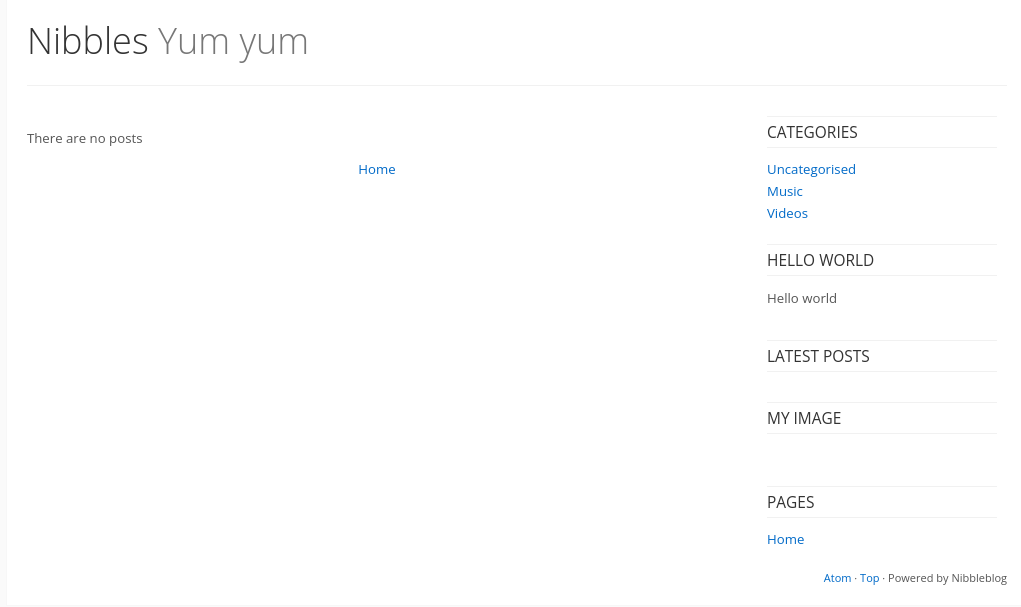 Nibbles Yum yum
There are no posts
Home
CATEGORIES
Uncategorised
Music
Videos
HELLO WORLD
Hello world
LATEST POSTS
MY IMAGE
PAGES
Home
Atom · Top · Powered by Nibbleblog